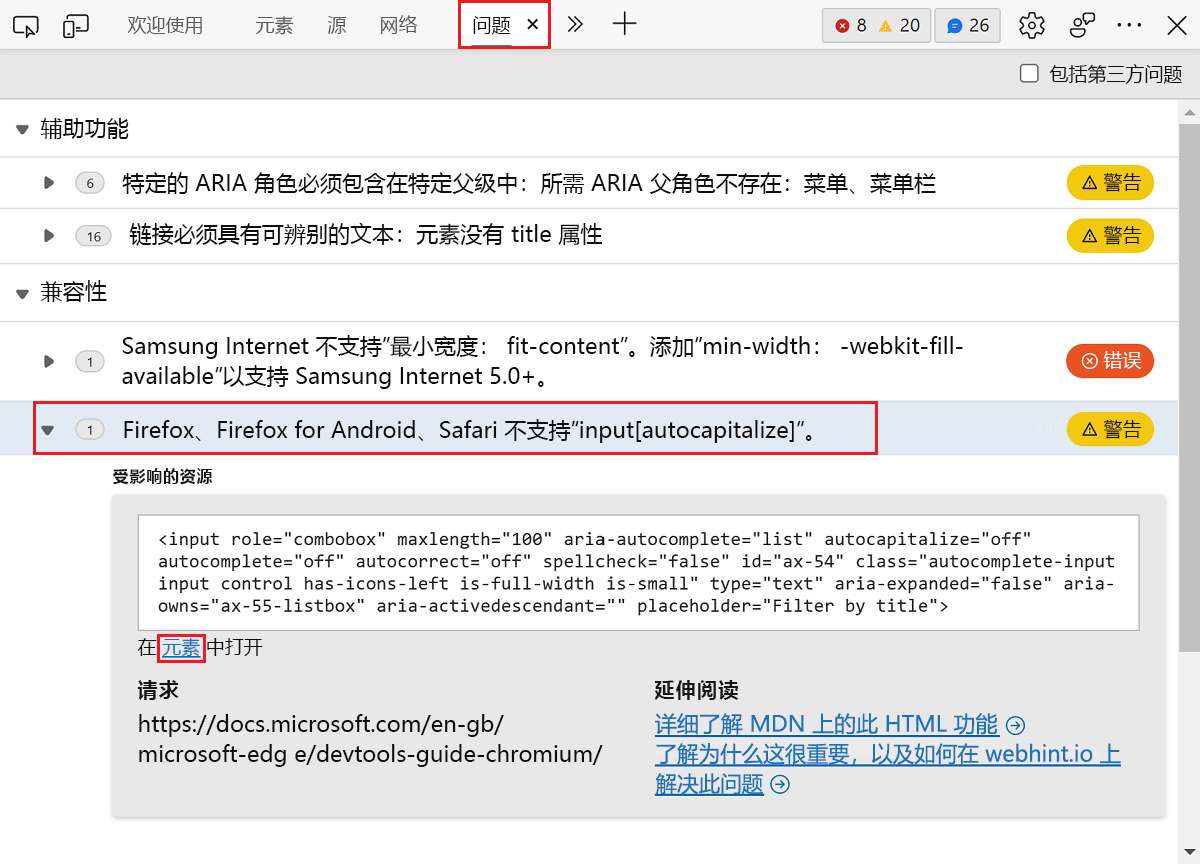 欢迎使用 元素 源 网络 问题 8 20 26
包括第三方问题
辅助功能
6 特定的 ARIA 角色必须包含在特定父级中：所需 ARIA 父角色不存在：菜单、菜单栏 警告
16 链接必须具有可辨别的文本：元素没有 title 属性 警告
兼容性
1 Samsung Internet 不支持”最小宽度： fit-content”。添加”min-width： -webkit-fill-
available”以支持 Samsung Internet 5.0+。 错误
1 Firefox、Firefox for Android、Safari 不支持”input[autocapitalize]”。 警告
受影响的资源
<input role="combobox" maxlength="100" aria-autocomplete="list" autocapitalize="off"
autocomplete="off" autocorrect="off" spellcheck="false" id="ax-54" class="autocomplete-input
input control has-icons-left is-full-width is-small" type="text" aria-expanded="false" aria-
owns="ax-55-listbox" aria-activedescendant="" placeholder="Filter by title">
在 元素 中打开
请求
https://docs.microsoft.com/en-gb/
microsoft-edg e/devtools-guide-chromium/
延伸阅读
详细了解 MDN 上的此 HTML 功能
了解为什么这很重要，以及如何在 webhint.io 上
解决此问题